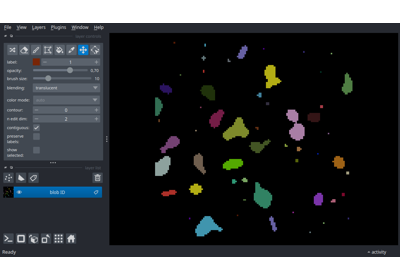 File View Layers Plugins Window Help
label: 1
opacity: 0.70
brush size: 10
blending: translucent
color mode:
contour: 0
n edit dim: 2
contiguous:
preserve
labels:
show
selected:
blob ID
Ready
activity